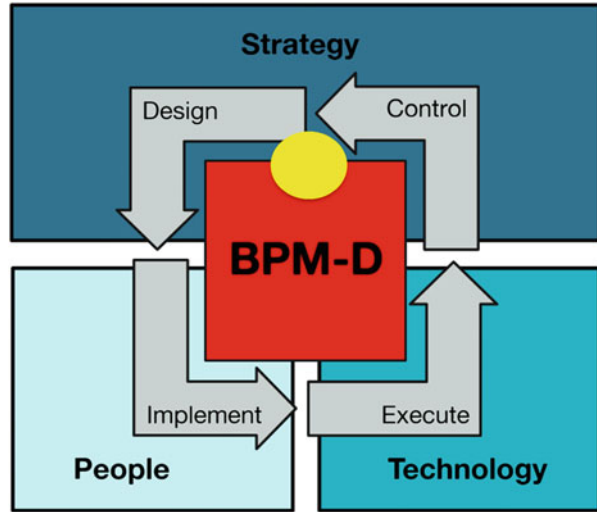 Strategy
Design
Control
BPM-D
Implement
Execute
People
Technology